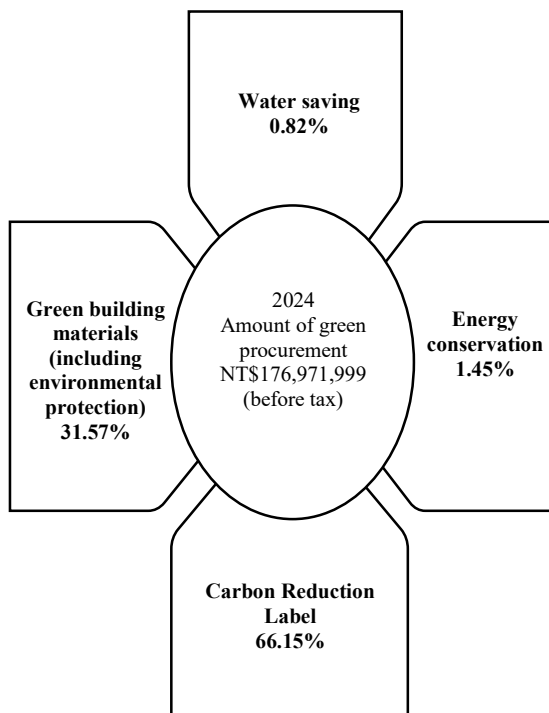 Water saving
0.82%
Green building
materials
(including
environmental
protection)
31.57%
2024
Amount of green
procurement
NT$176,971,999
(before tax)
Energy
conservation
1.45%
Carbon Reduction
Label
66.15%